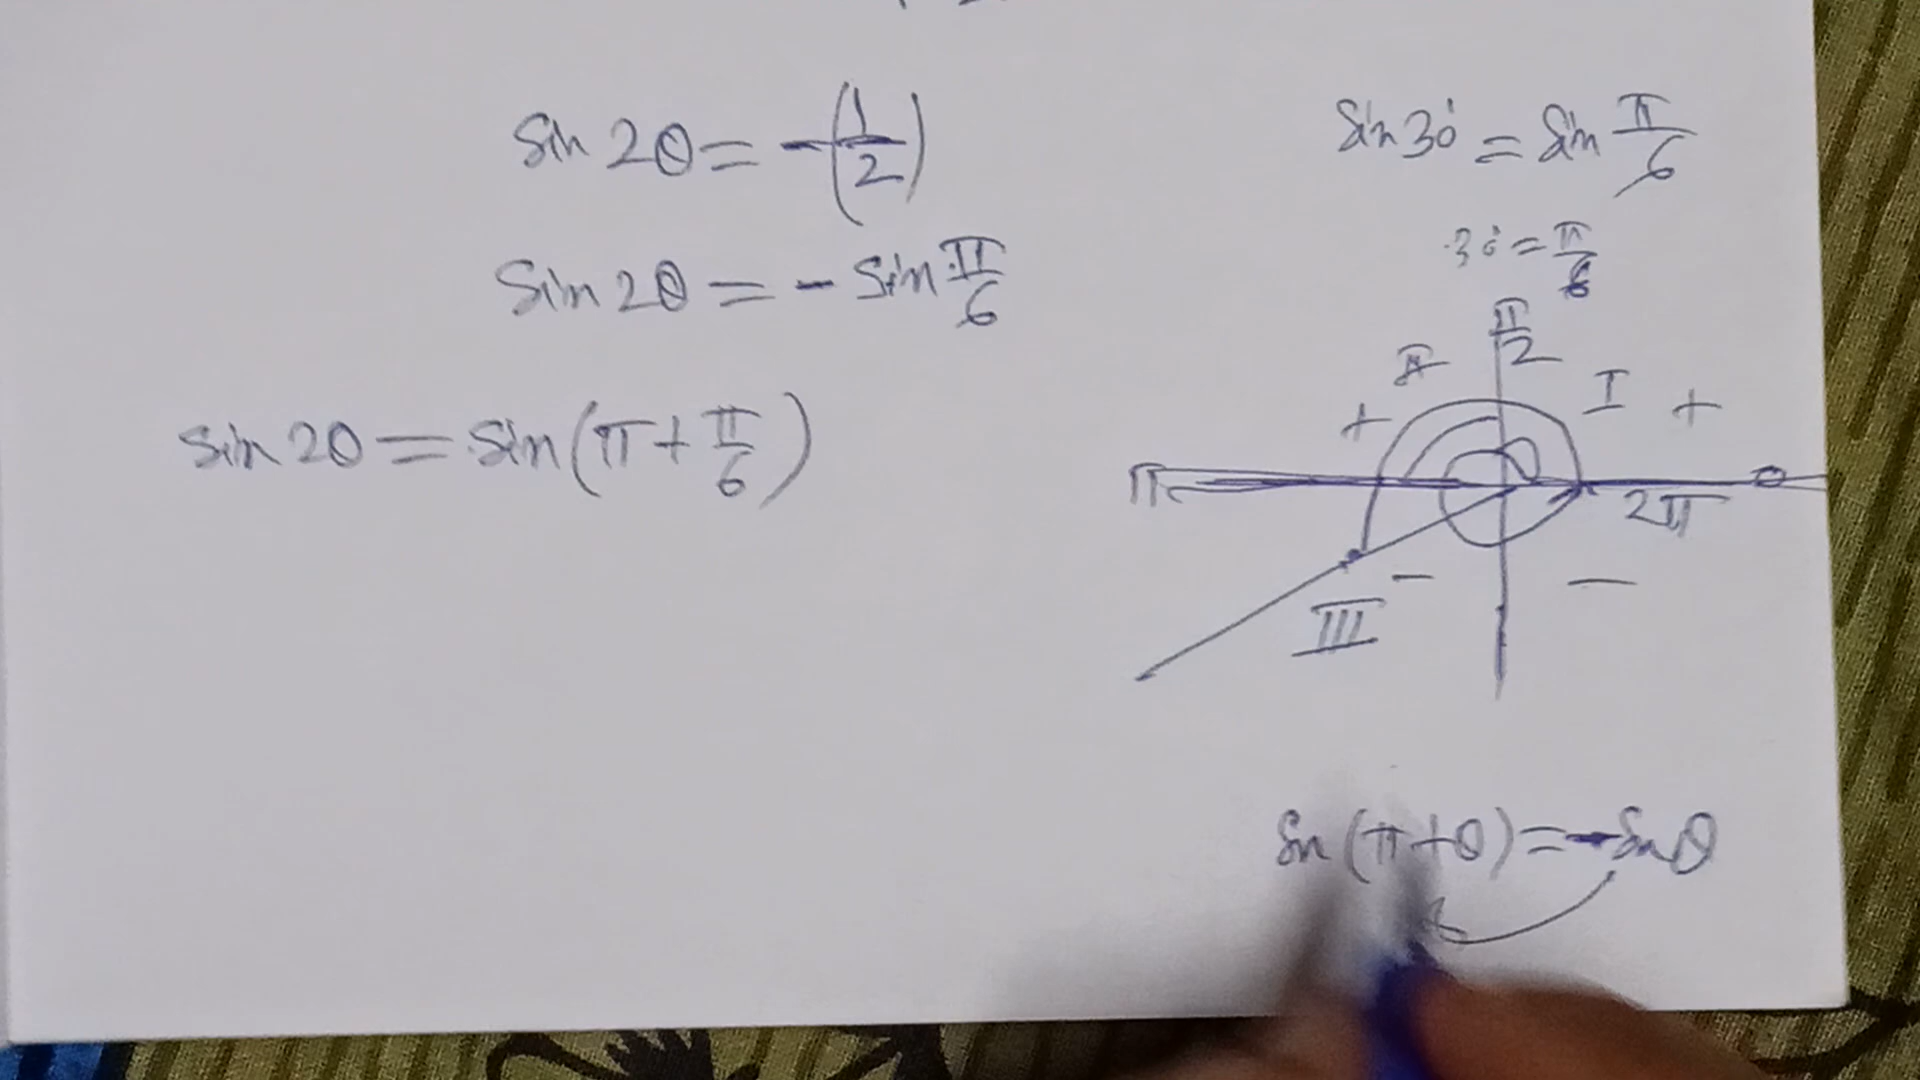 sin 2θ = -(1/2)
sin 2θ = - sin π/6
sin 2θ = sin(π + π/6)
sin 30° = sin π/6
30° = π/6
π/2
II
I
+
+
π
0
2π
-
-
III
sin (π+θ) = -sin θ